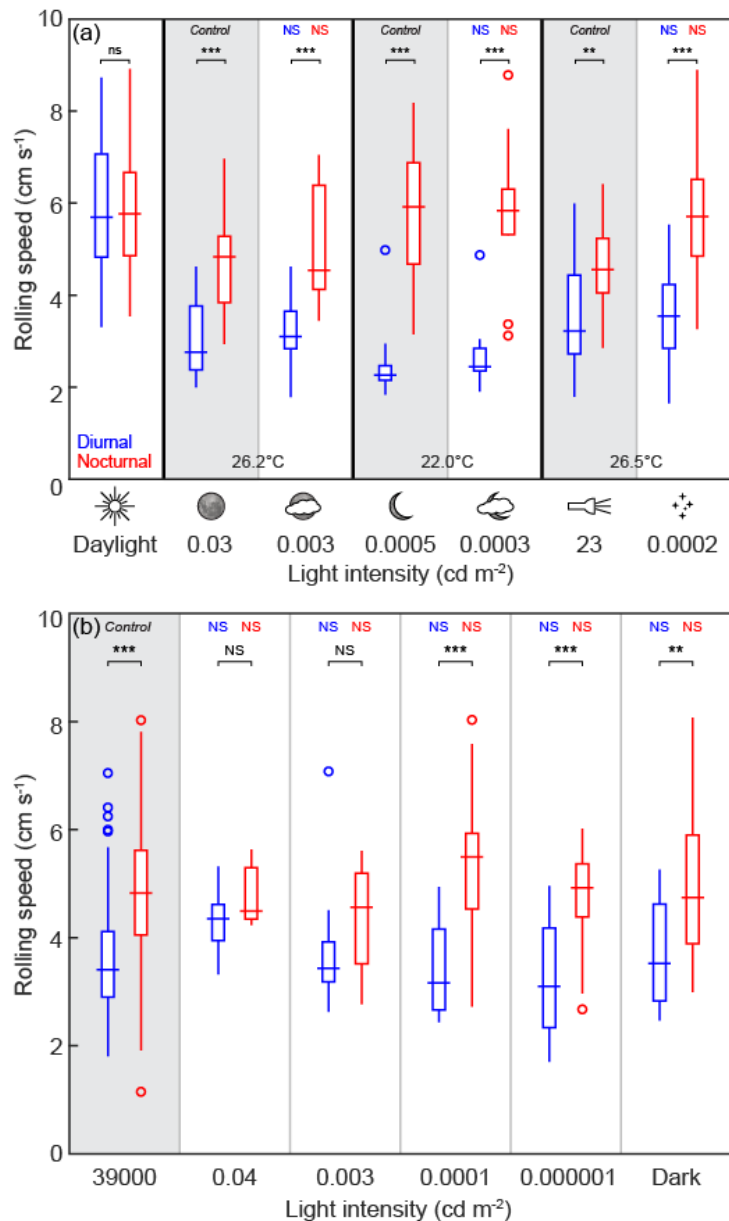 (a)
Control
NS NS
Control
NS NS
Control
NS NS
ns
***
***
***
***
**
***
10
8
6
4
2
0
Rolling speed (cm s⁻¹)
Diurnal
Nocturnal
26.2°C
22.0°C
26.5°C
Daylight 0.03 0.003 0.0005 0.0003 23 0.0002
Light intensity (cd m⁻²)
(b)
Control
NS NS
NS NS
NS NS
NS NS
NS NS
***
NS
NS
***
***
**
10
8
6
4
2
0
Rolling speed (cm s⁻¹)
39000 0.04 0.003 0.0001 0.000001 Dark
Light intensity (cd m⁻²)